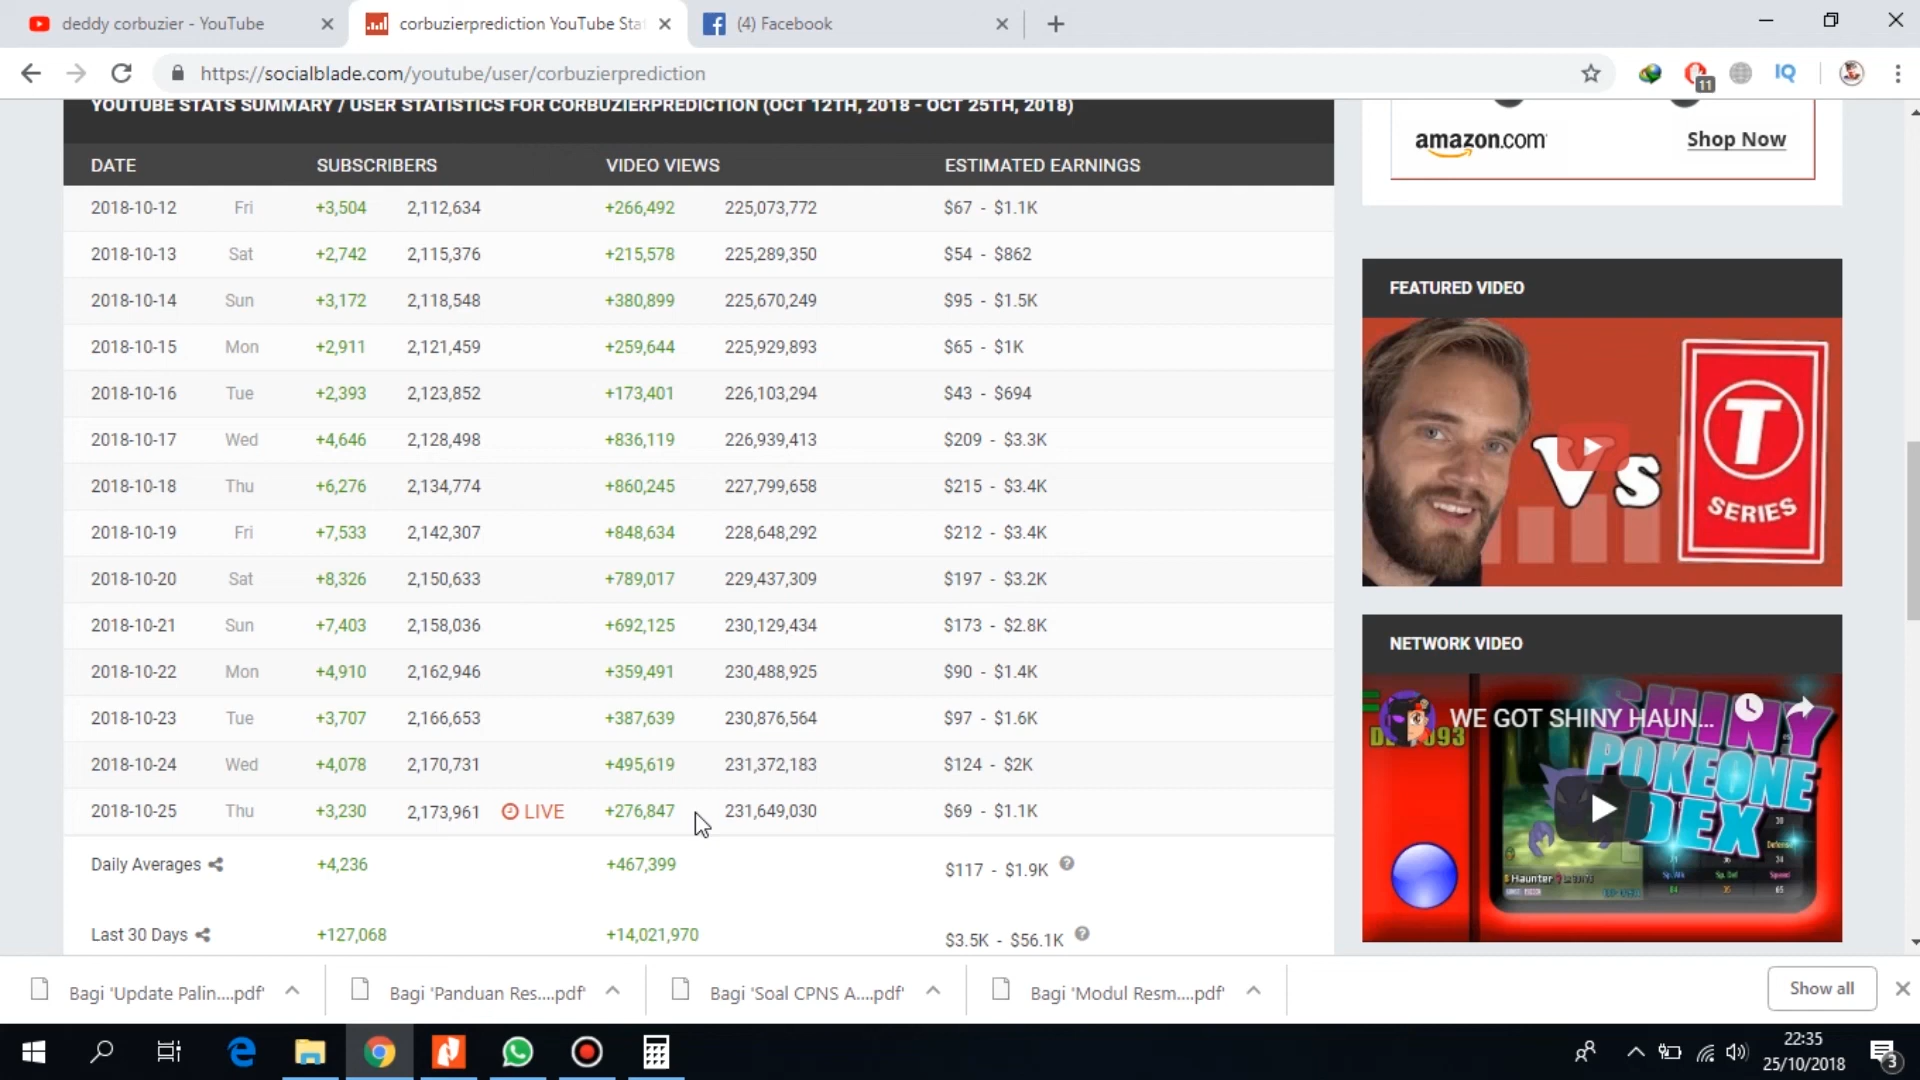 deddy corbuzier - YouTube
corbuzierprediction YouTube Sta
(4) Facebook
https://socialblade.com/youtube/user/corbuzierprediction
11
IQ
YOUTUBE STATS SUMMARY / USER STATISTICS FOR CORBUZIERPREDICTION (OCT 12TH, 2018 - OCT 25TH, 2018)
DATE SUBSCRIBERS VIDEO VIEWS ESTIMATED EARNINGS
2018-10-12 Fri +3,504 2,112,634 +266,492 225,073,772 $67 - $1.1K
2018-10-13 Sat +2,742 2,115,376 +215,578 225,289,350 $54 - $862
2018-10-14 Sun +3,172 2,118,548 +380,899 225,670,249 $95 - $1.5K
2018-10-15 Mon +2,911 2,121,459 +259,644 225,929,893 $65 - $1K
2018-10-16 Tue +2,393 2,123,852 +173,401 226,103,294 $43 - $694
2018-10-17 Wed +4,646 2,128,498 +836,119 226,939,413 $209 - $3.3K
2018-10-18 Thu +6,276 2,134,774 +860,245 227,799,658 $215 - $3.4K
2018-10-19 Fri +7,533 2,142,307 +848,634 228,648,292 $212 - $3.4K
2018-10-20 Sat +8,326 2,150,633 +789,017 229,437,309 $197 - $3.2K
2018-10-21 Sun +7,403 2,158,036 +692,125 230,129,434 $173 - $2.8K
2018-10-22 Mon +4,910 2,162,946 +359,491 230,488,925 $90 - $1.4K
2018-10-23 Tue +3,707 2,166,653 +387,639 230,876,564 $97 - $1.6K
2018-10-24 Wed +4,078 2,170,731 +495,619 231,372,183 $124 - $2K
2018-10-25 Thu +3,230 2,173,961 LIVE +276,847 231,649,030 $69 - $1.1K
Daily Averages +4,236 +467,399 $117 - $1.9K
Last 30 Days +127,068 +14,021,970 $3.5K - $56.1K
amazon.com Shop Now
FEATURED VIDEO
Vs
T
SERIES
NETWORK VIDEO
WE GOT SHINY HAUN...
SHINY
POKEONE
DEX
Haunter
Bagi 'Update Palin....pdf'
Bagi 'Panduan Res....pdf'
Bagi 'Soal CPNS A....pdf'
Bagi 'Modul Resm....pdf'
Show all
22:35
25/10/2018
3